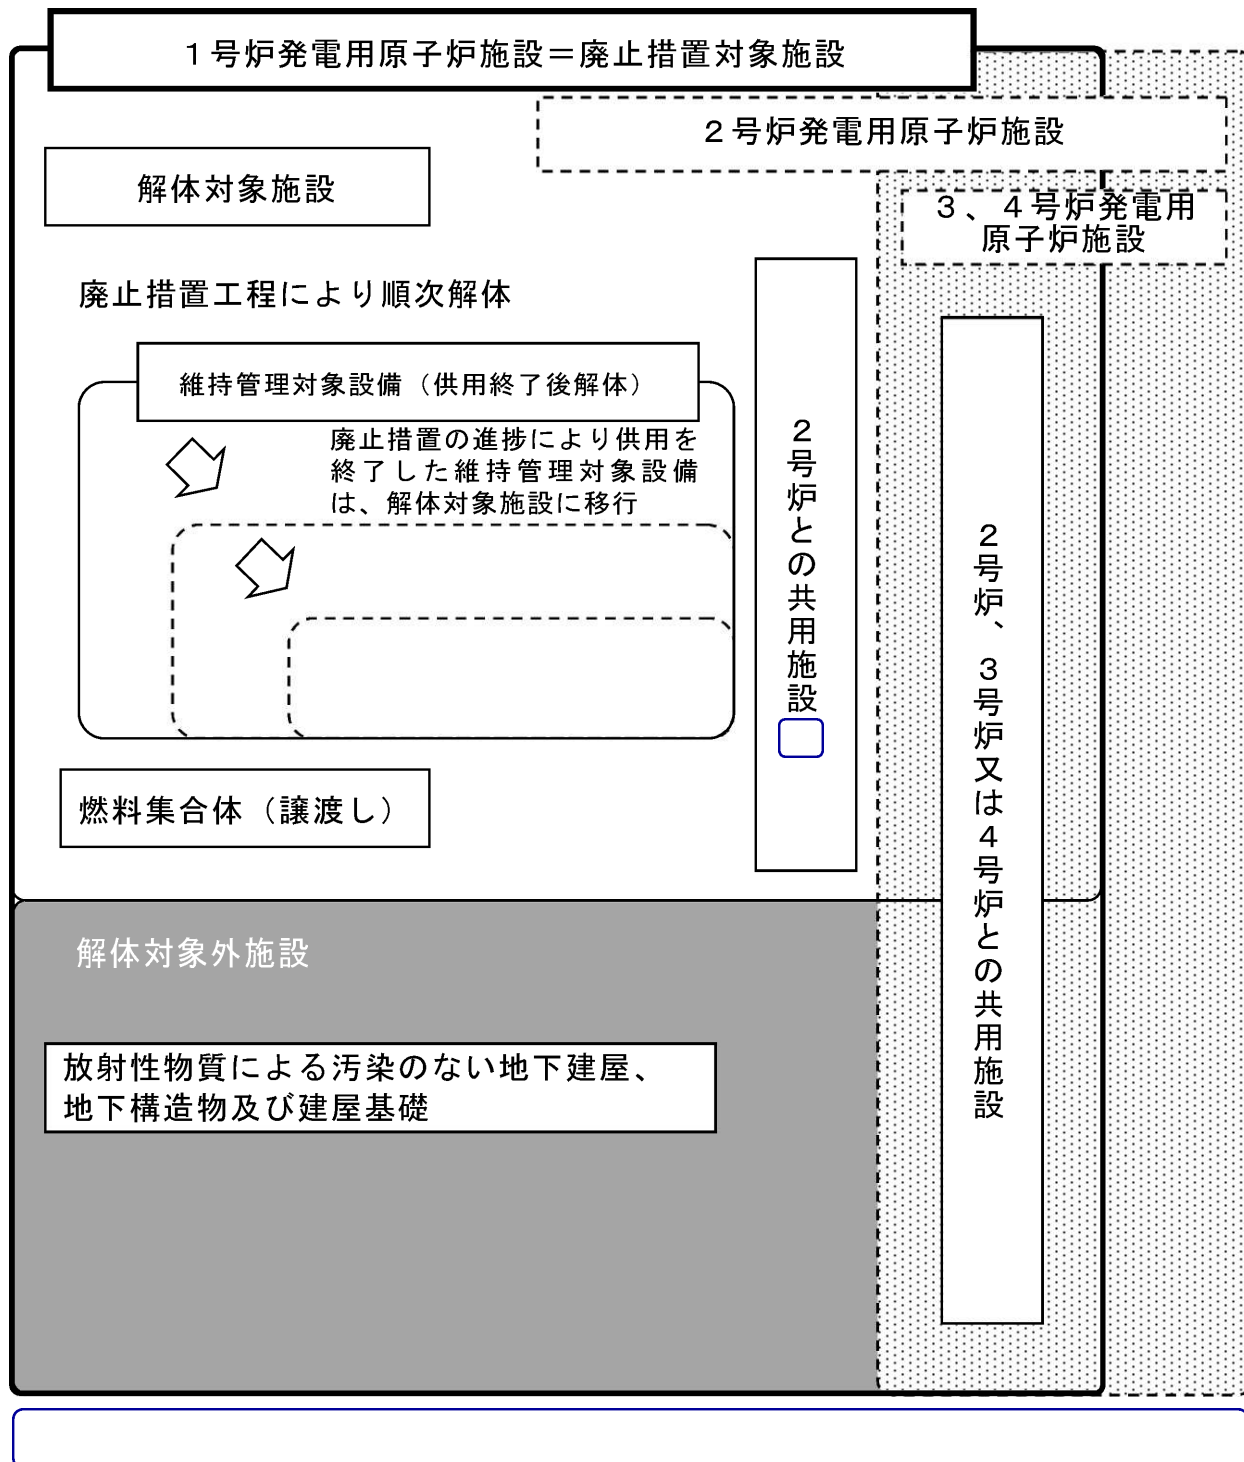 １号炉発電用原子炉施設＝廃止措置対象施設
２号炉発電用原子炉施設
解体対象施設
３、４号炉発電用
原子炉施設
廃止措置工程により順次解体
維持管理対象設備（供用終了後解体）
廃止措置の進捗により供用を
終了した維持管理対象設備
は、解体対象施設に移行
２号炉との共用施設
２号炉、３号炉又は４号炉との共用施設
燃料集合体（譲渡し）
解体対象外施設
放射性物質による汚染のない地下建屋、
地下構造物及び建屋基礎